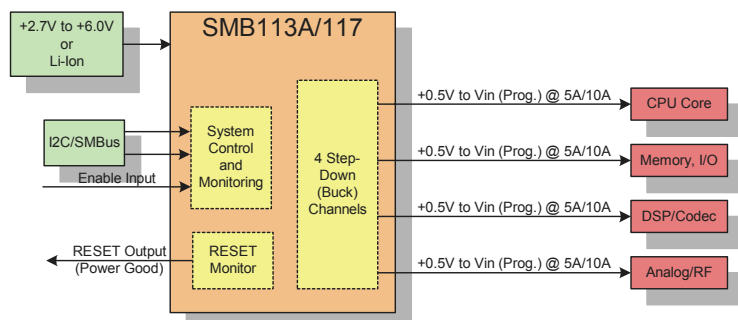 +2.7V to +6.0V
or
Li-Ion
SMB113A/117
I2C/SMBus
Enable Input
System
Control
and
Monitoring
RESET Output
(Power Good)
RESET
Monitor
4 Step-
Down
(Buck)
Channels
+0.5V to Vin (Prog.) @ 5A/10A
CPU Core
+0.5V to Vin (Prog.) @ 5A/10A
Memory, I/O
+0.5V to Vin (Prog.) @ 5A/10A
DSP/Codec
+0.5V to Vin (Prog.) @ 5A/10A
Analog/RF